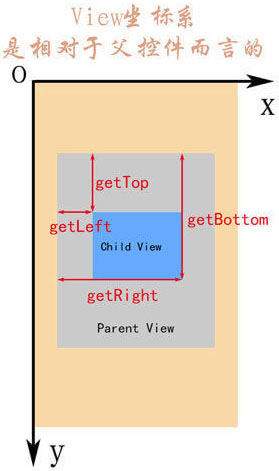 View坐标系
是相对于父控件而言的
O
x
getTop
getLeft
getBottom
Child View
getRight
Parent View
y